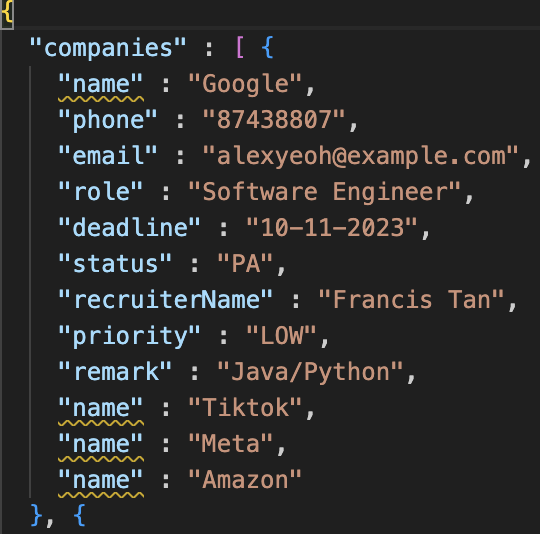 {
"companies" : [ {
"name" : "Google",
"phone" : "87438807",
"email" : "alexyeoh@example.com",
"role" : "Software Engineer",
"deadline" : "10-11-2023",
"status" : "PA",
"recruiterName" : "Francis Tan",
"priority" : "LOW",
"remark" : "Java/Python",
"name" : "Tiktok",
"name" : "Meta",
"name" : "Amazon"
}, {